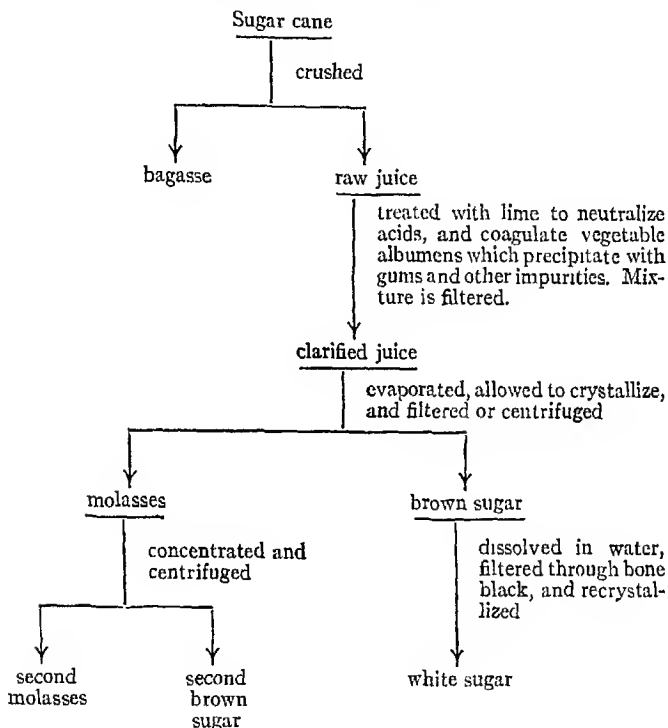 Sugar cane
crushed
bagasse
raw juice
treated with lime to neutralize
acids, and coagulate vegetable
albumens which precipitate with
gums and other impurities. Mix-
ture is filtered.
clarified juice
evaporated, allowed to crystallize,
and filtered or centrifuged
molasses
brown sugar
concentrated and
centrifuged
dissolved in water,
filtered through bone
black, and recrystal-
lized
second
molasses
second
brown
sugar
white sugar